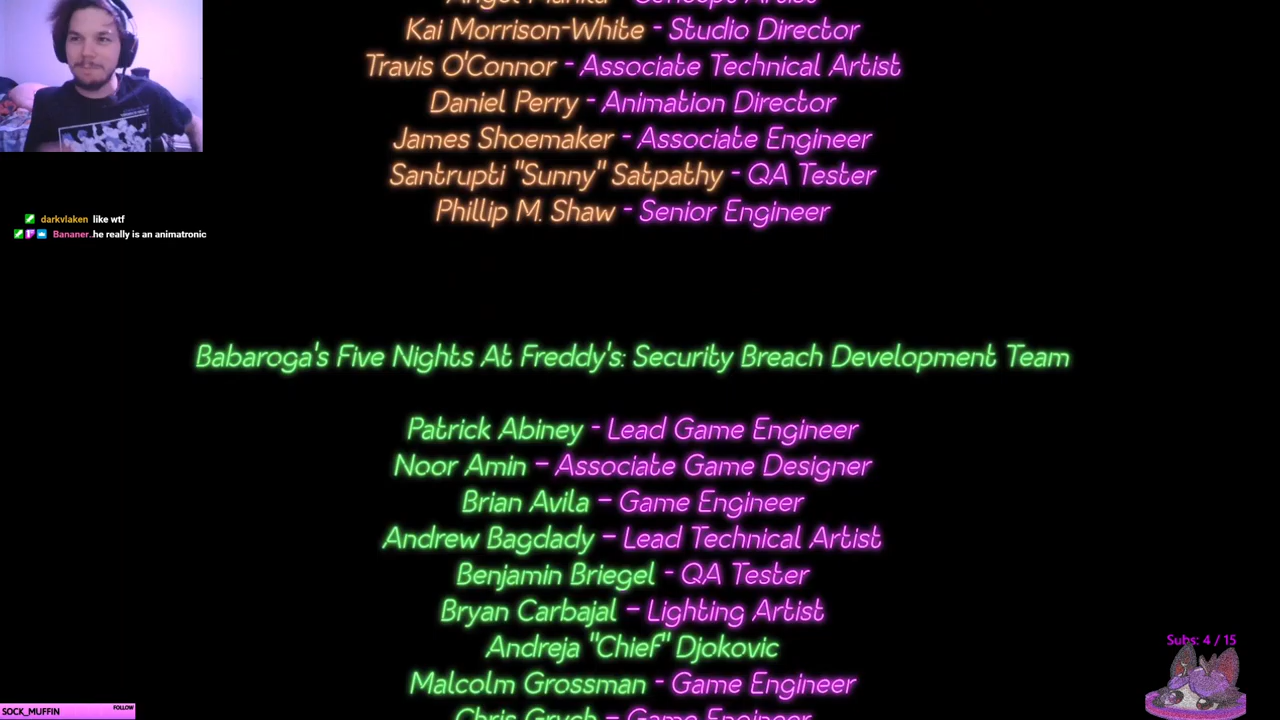 Kai Morrison-White - Studio Director
Travis O'Connor - Associate Technical Artist
Daniel Perry - Animation Director
James Shoemaker - Associate Engineer
Santrupti "Sunny" Satpathy - QA Tester
Phillip M. Shaw - Senior Engineer
darkvlaken like wtf
Bananer.. he really is an animatronic
Babaroga's Five Nights At Freddy's: Security Breach Development Team
Patrick Abiney - Lead Game Engineer
Noor Amin – Associate Game Designer
Brian Avila – Game Engineer
Andrew Bagdady – Lead Technical Artist
Benjamin Briegel - QA Tester
Bryan Carbajal – Lighting Artist
Andreja "Chief" Djokovic
Subs: 4 / 15
Malcolm Grossman - Game Engineer
Game Engineer
SOCK_MUFFIN FOLLOW